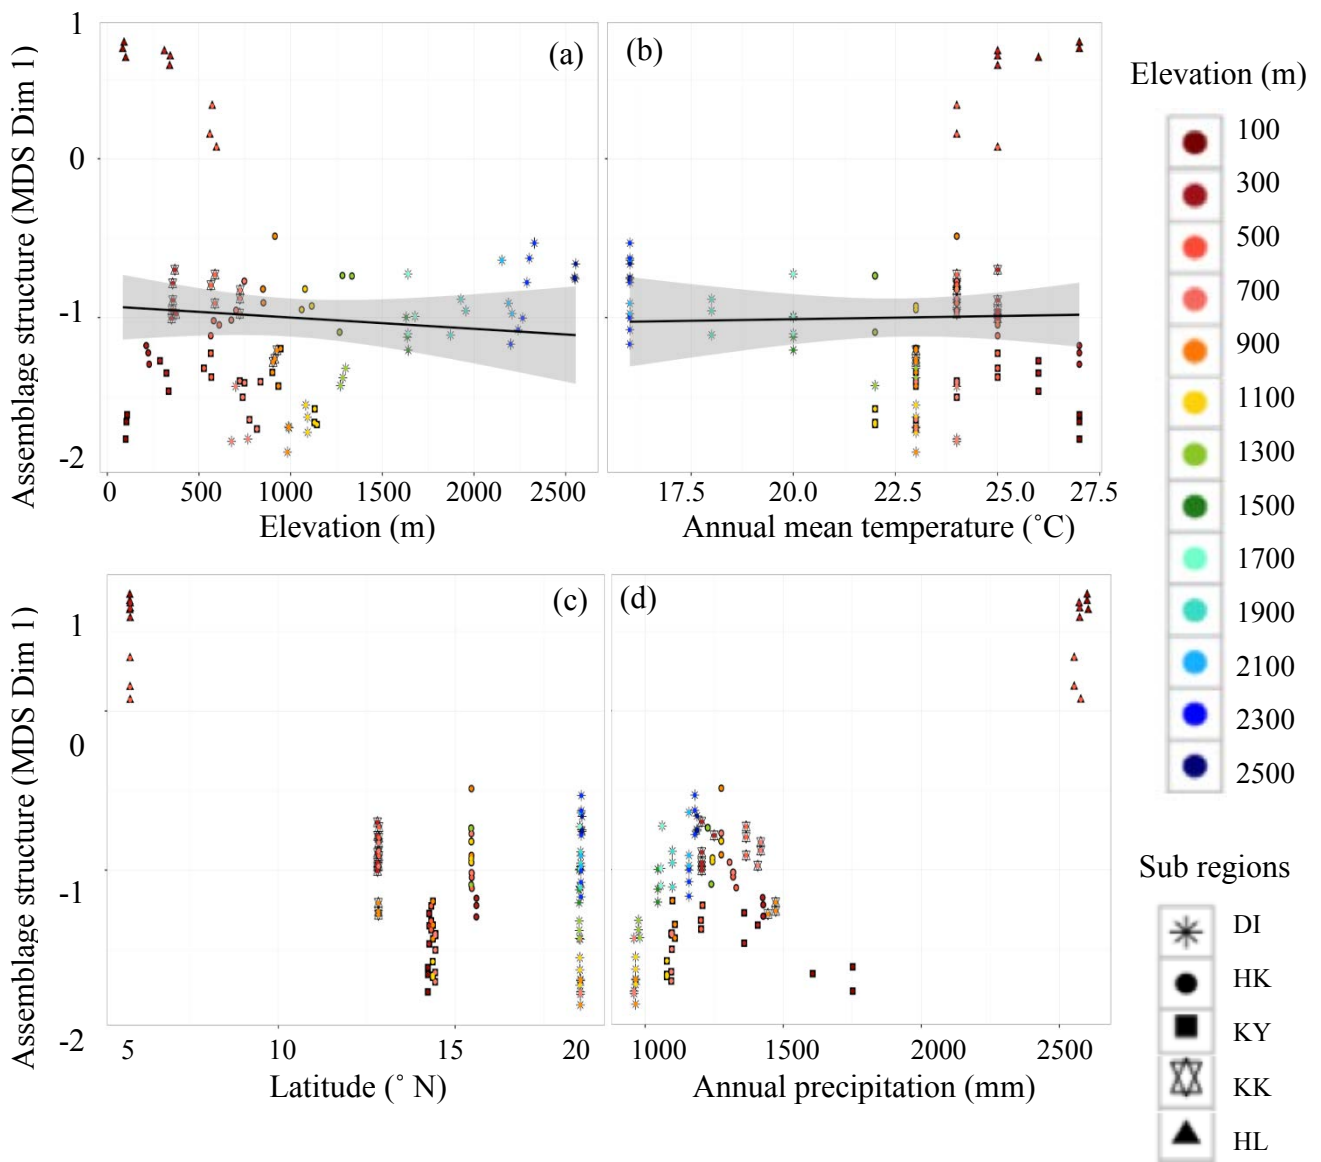 Assemblage structure (MDS Dim 1)
1
0
-1
-2
(a)
0 500 1000 1500 2000 2500
Elevation (m)
(b)
17.5 20.0 22.5 25.0 27.5
Annual mean temperature (˚C)
Assemblage structure (MDS Dim 1)
1
0
-1
-2
(c)
5 10 15 20
Latitude (˚ N)
(d)
1000 1500 2000 2500
Annual precipitation (mm)
Elevation (m)
100
300
500
700
900
1100
1300
1500
1700
1900
2100
2300
2500
Sub regions
DI
HK
KY
KK
HL